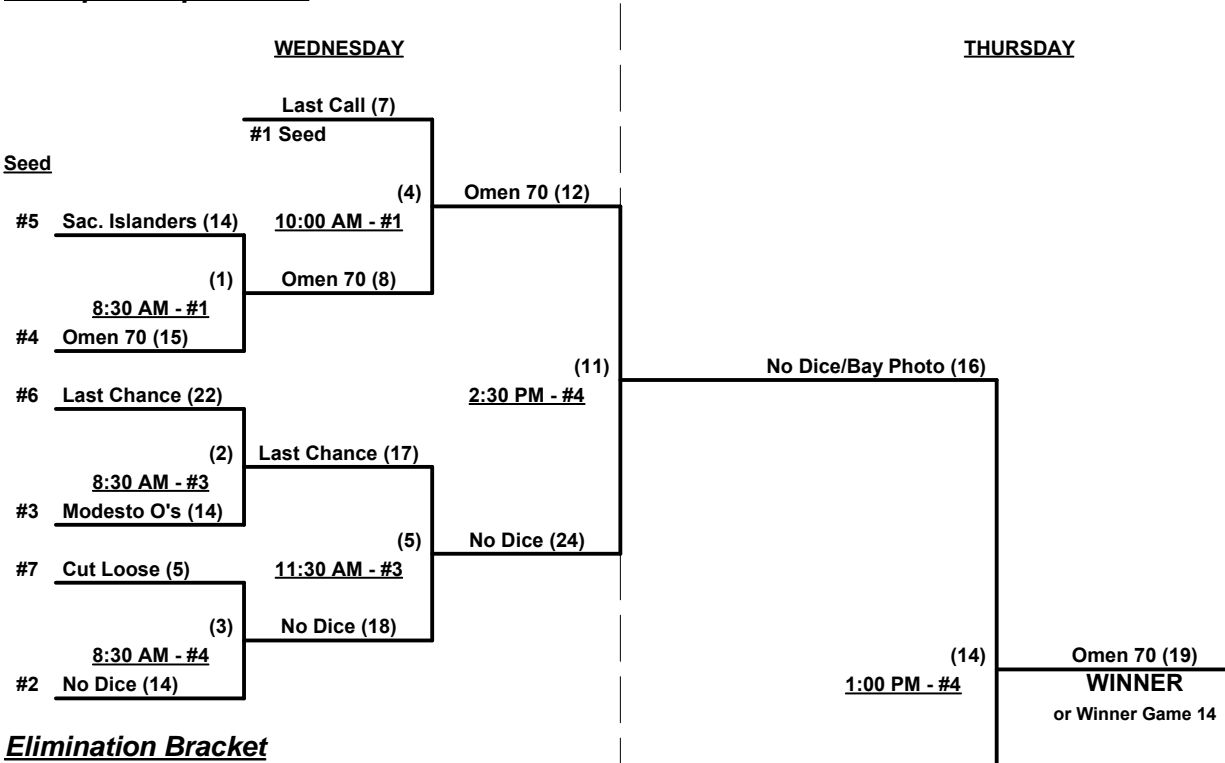 WEDNESDAY
THURSDAY
Last Call (7)
#1 Seed
Seed
(4)
Omen 70 (12)
#5 Sac. Islanders (14)
10:00 AM - #1
(1)
Omen 70 (8)
8:30 AM - #1
#4 Omen 70 (15)
(11)
No Dice/Bay Photo (16)
#6 Last Chance (22)
2:30 PM - #4
(2)
Last Chance (17)
8:30 AM - #3
#3 Modesto O's (14)
(5)
No Dice (24)
#7 Cut Loose (5)
11:30 AM - #3
(3)
No Dice (18)
8:30 AM - #4
(14)
Omen 70 (19)
#2 No Dice (14)
1:00 PM - #4
WINNER
or Winner Game 14
Elimination Bracket